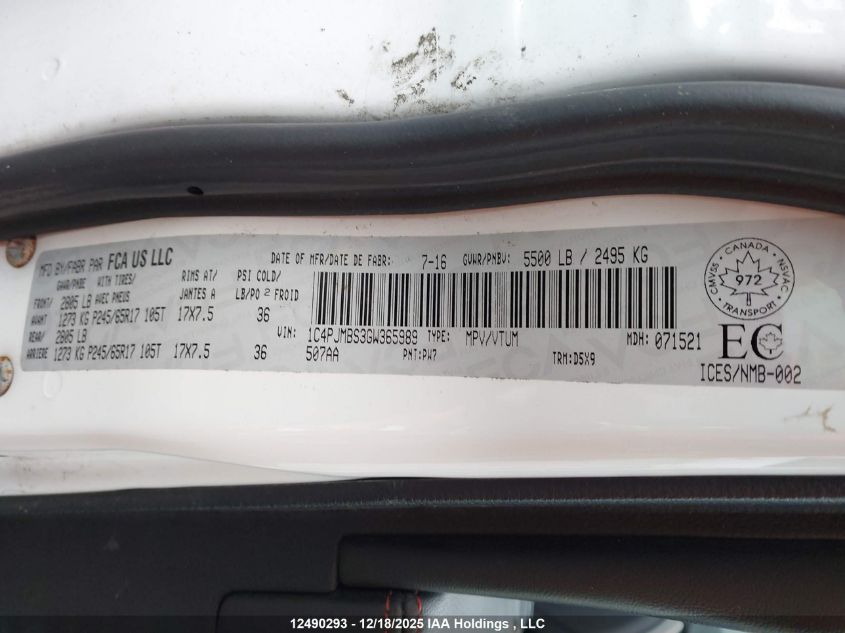 MFD BY/FABR PAR FCA US LLC
DATE OF MFR/DATE DE FABR: 7-16 GVWR/PNBV: 5500 LB / 2495 KG
GAWR/PNBE WITH TIRES/ RIMS AT/ PSI COLD/
FRONT/ 2805 LB AVEC PNEUS JANTES A LB/PO2 FROID
AVANT 1273 KG P245/65R17 105T 17X7.5 36
REAR/ 2805 LB
ARRIERE 1273 KG P245/65R17 105T 17X7.5 36
VIN: 1C4PJMBS3GW365989 TYPE: MPV/VTUM MDH: 071521
507AA PNT:PW7 TRM:D5X9
CANADA
CMVSS NSVAC
972
TRANSPORT
EC
ICES/NMB-002
12490293 - 12/18/2025 IAA Holdings , LLC